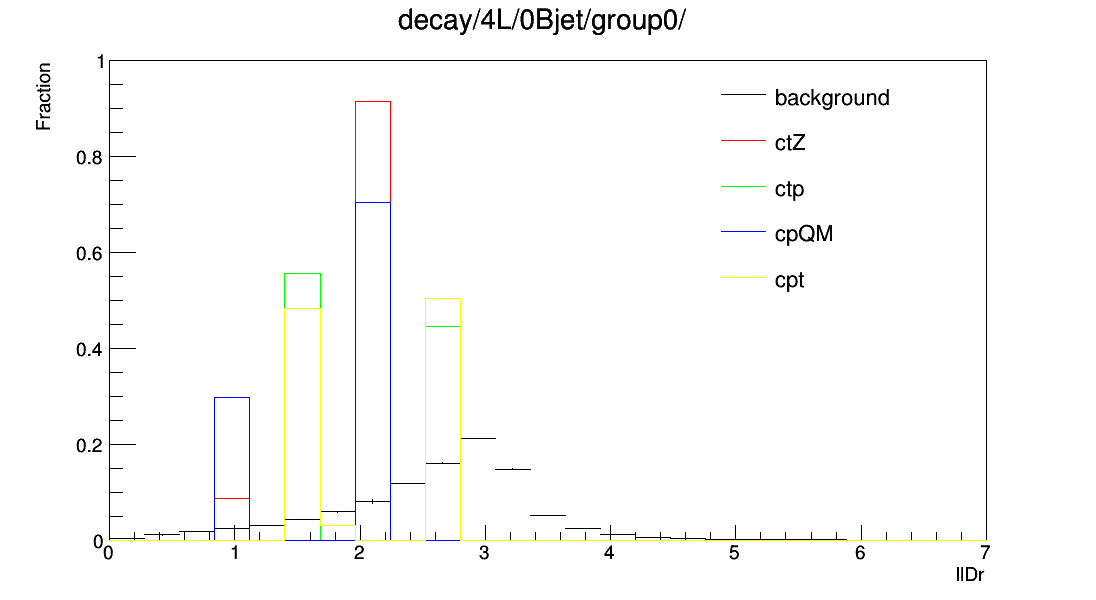 decay/4L/0Bjet/group0/
Fraction
1
0.8
0.6
0.4
0.2
0
background
ctZ
ctp
cpQM
cpt
0 1 2 3 4 5 6 7
llDr